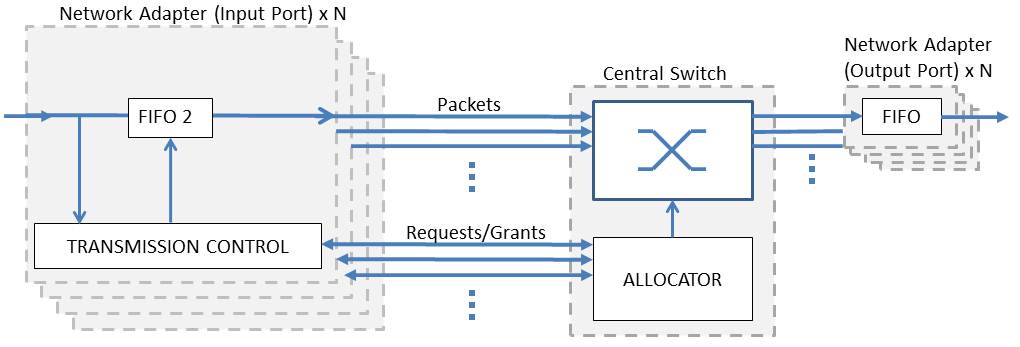 Network Adapter (Input Port) x N
Network Adapter
(Output Port) x N
Central Switch
Packets
FIFO 2
FIFO
TRANSMISSION CONTROL
Requests/Grants
ALLOCATOR